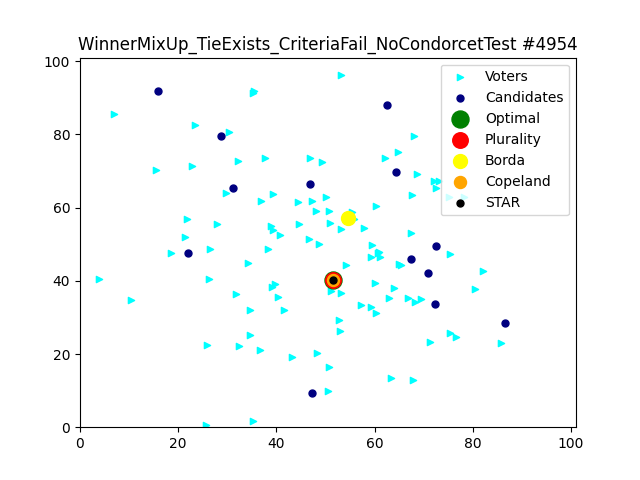 WinnerMixUp_TieExists_CriteriaFail_NoCondorcetTest #4954
100
80
60
40
20
0
0 20 40 60 80 100
Voters
Candidates
Optimal
Plurality
Borda
Copeland
STAR